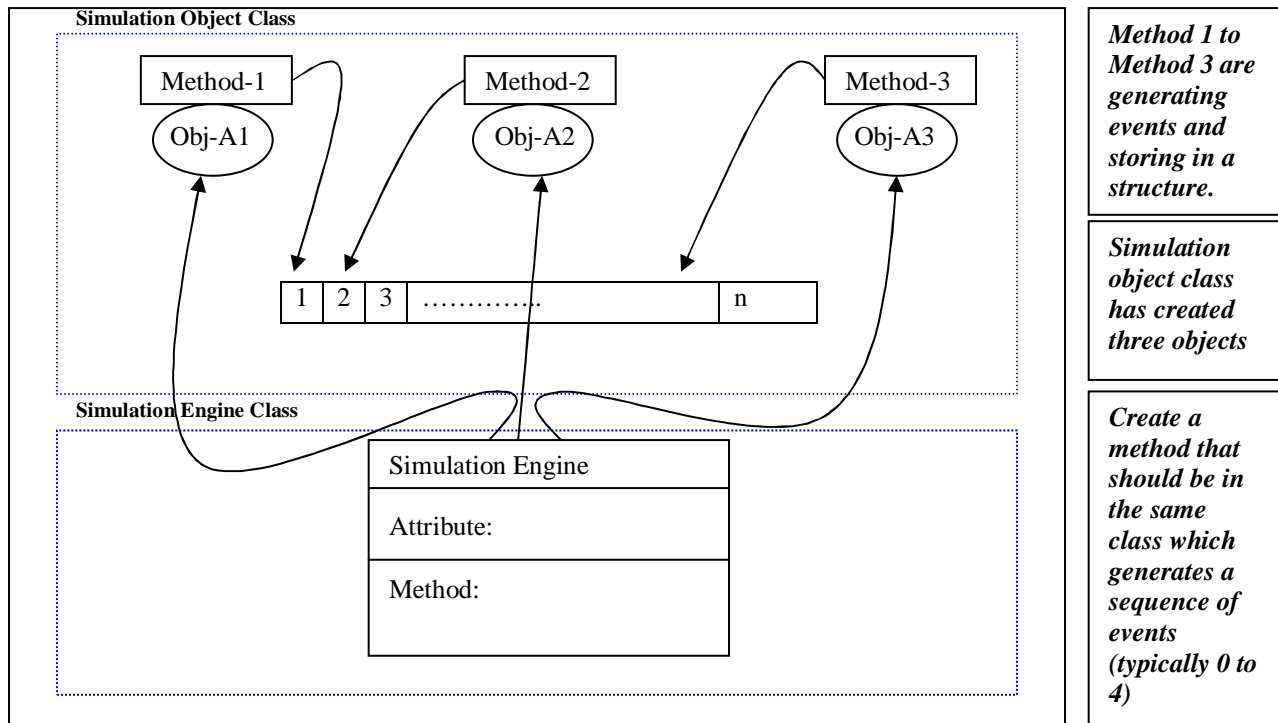 Simulation Object Class
Method-1
Method-2
Method-3
Obj-A1
Obj-A2
Obj-A3
1
2
3
…………..
n
Simulation Engine Class
Simulation Engine
Attribute:
Method:
Method 1 to
Method 3 are
generating
events and
storing in a
structure.
Simulation
object class
has created
three objects
Create a
method that
should be in
the same
class which
generates a
sequence of
events
(typically 0 to
4)